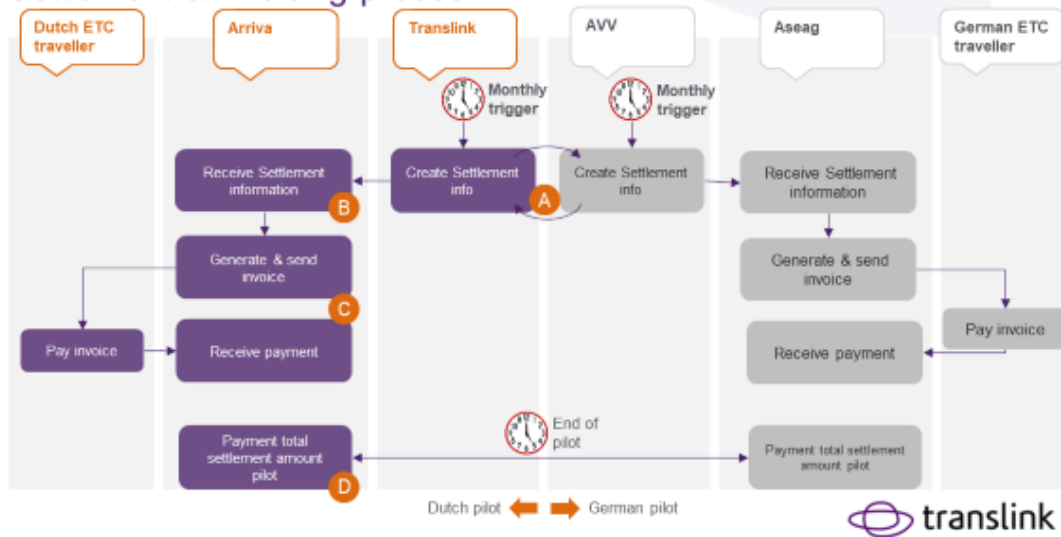 Dutch ETC
traveller
Arriva
Translink
AVV
Aseag
German ETC
traveller
Monthly
trigger
Monthly
trigger
Receive Settlement
information
B
Create Settlement
info
A
Create Settlement
info
Receive Settlement
information
Generate & send
invoice
C
Generate & send
invoice
Pay invoice
Receive payment
Receive payment
Pay invoice
End of
pilot
Payment total
settlement amount
pilot
D
Payment total settlement
amount pilot
Dutch pilot
German pilot
translink